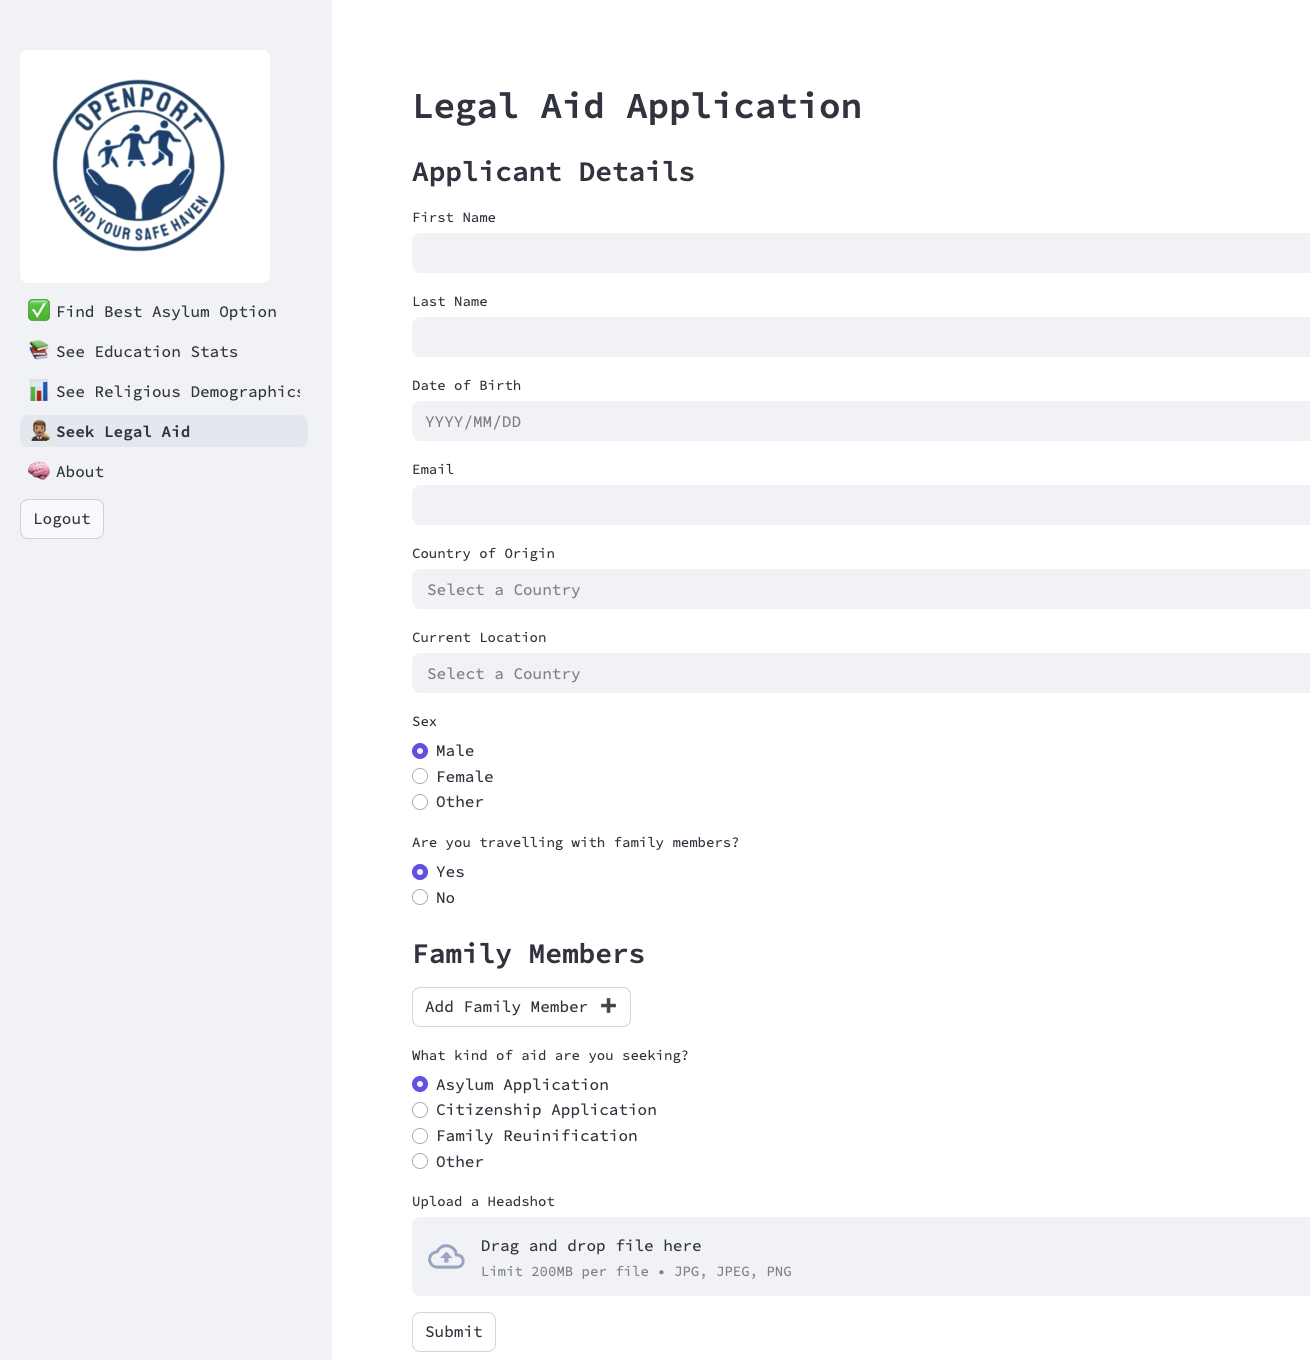 OPENPORT
FIND YOUR SAFE HAVEN
Find Best Asylum Option
See Education Stats
See Religious Demographics
Seek Legal Aid
About
Logout
Legal Aid Application
Applicant Details
First Name
Last Name
Date of Birth
YYYY/MM/DD
Email
Country of Origin
Select a Country
Current Location
Select a Country
Sex
Male
Female
Other
Are you travelling with family members?
Yes
No
Family Members
Add Family Member +
What kind of aid are you seeking?
Asylum Application
Citizenship Application
Family Reuinification
Other
Upload a Headshot
Drag and drop file here
Limit 200MB per file • JPG, JPEG, PNG
Submit